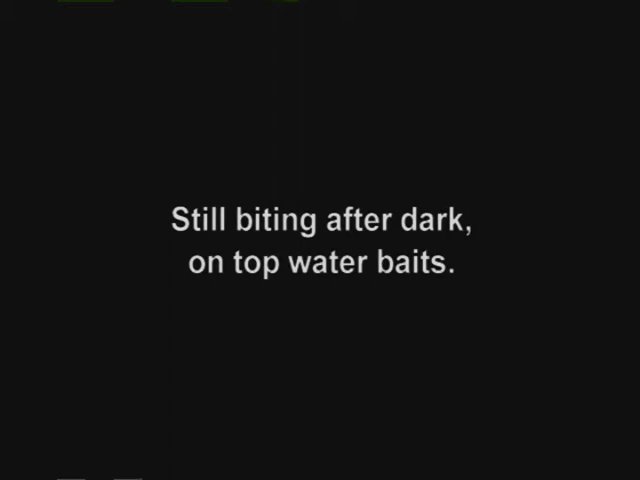 Still biting after dark,
on top water baits.